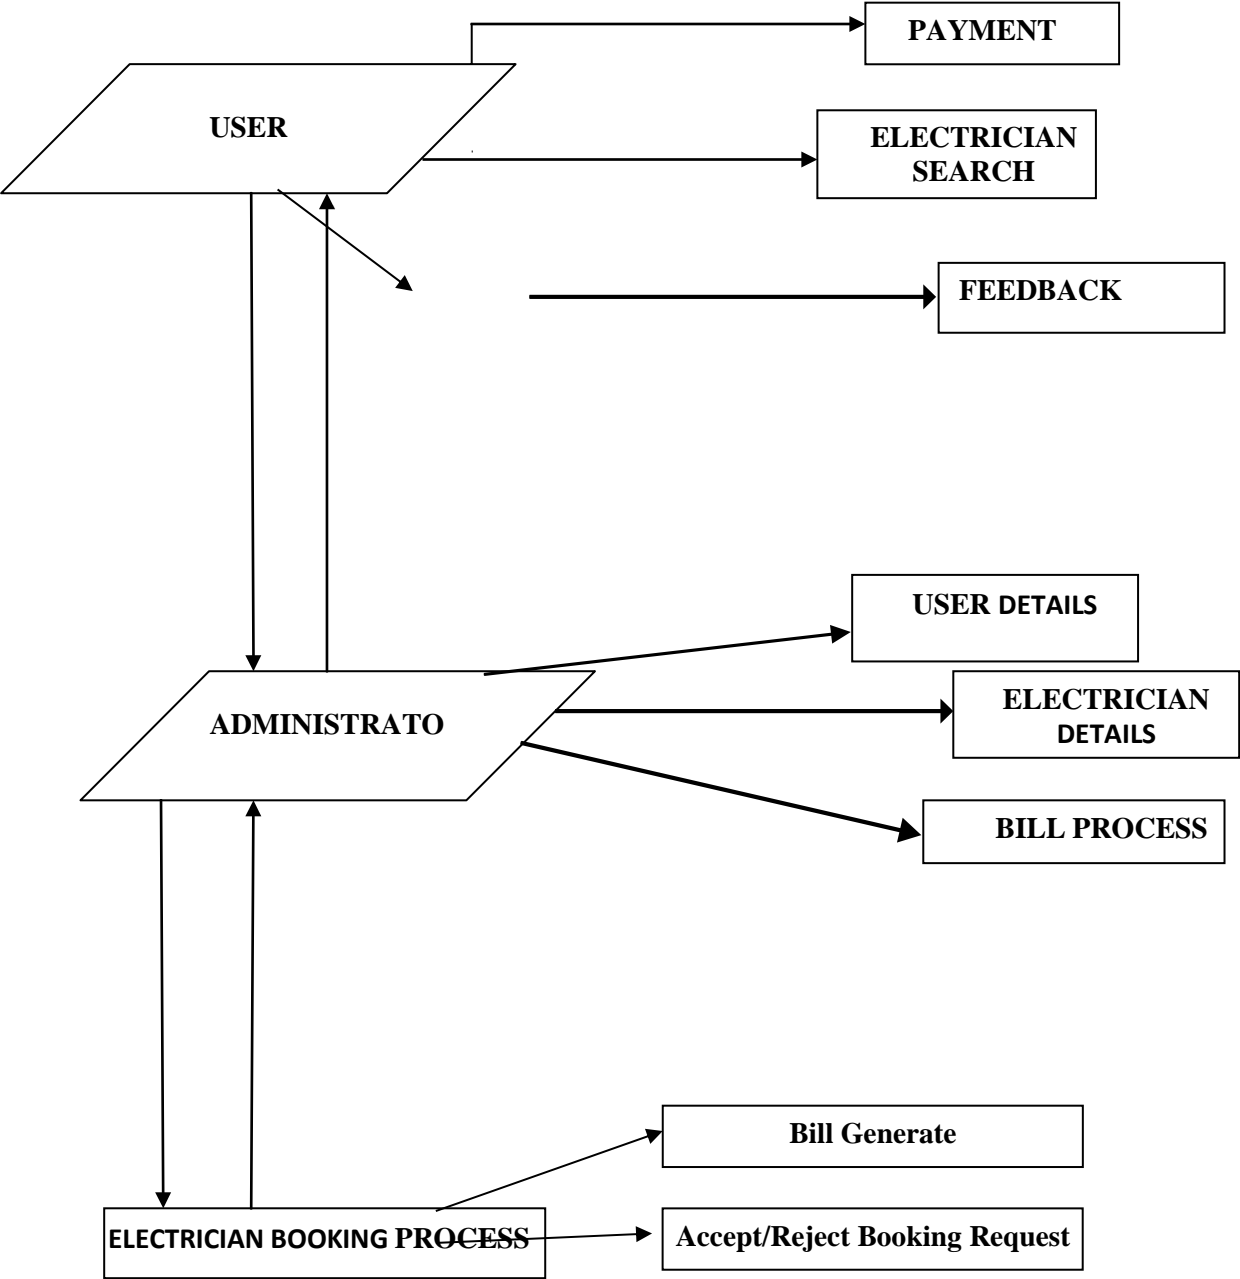 PAYMENT
USER
ELECTRICIAN
SEARCH
FEEDBACK
USER DETAILS
ADMINISTRATO
ELECTRICIAN
DETAILS
BILL PROCESS
Bill Generate
ELECTRICIAN BOOKING PROCESS
Accept/Reject Booking Request